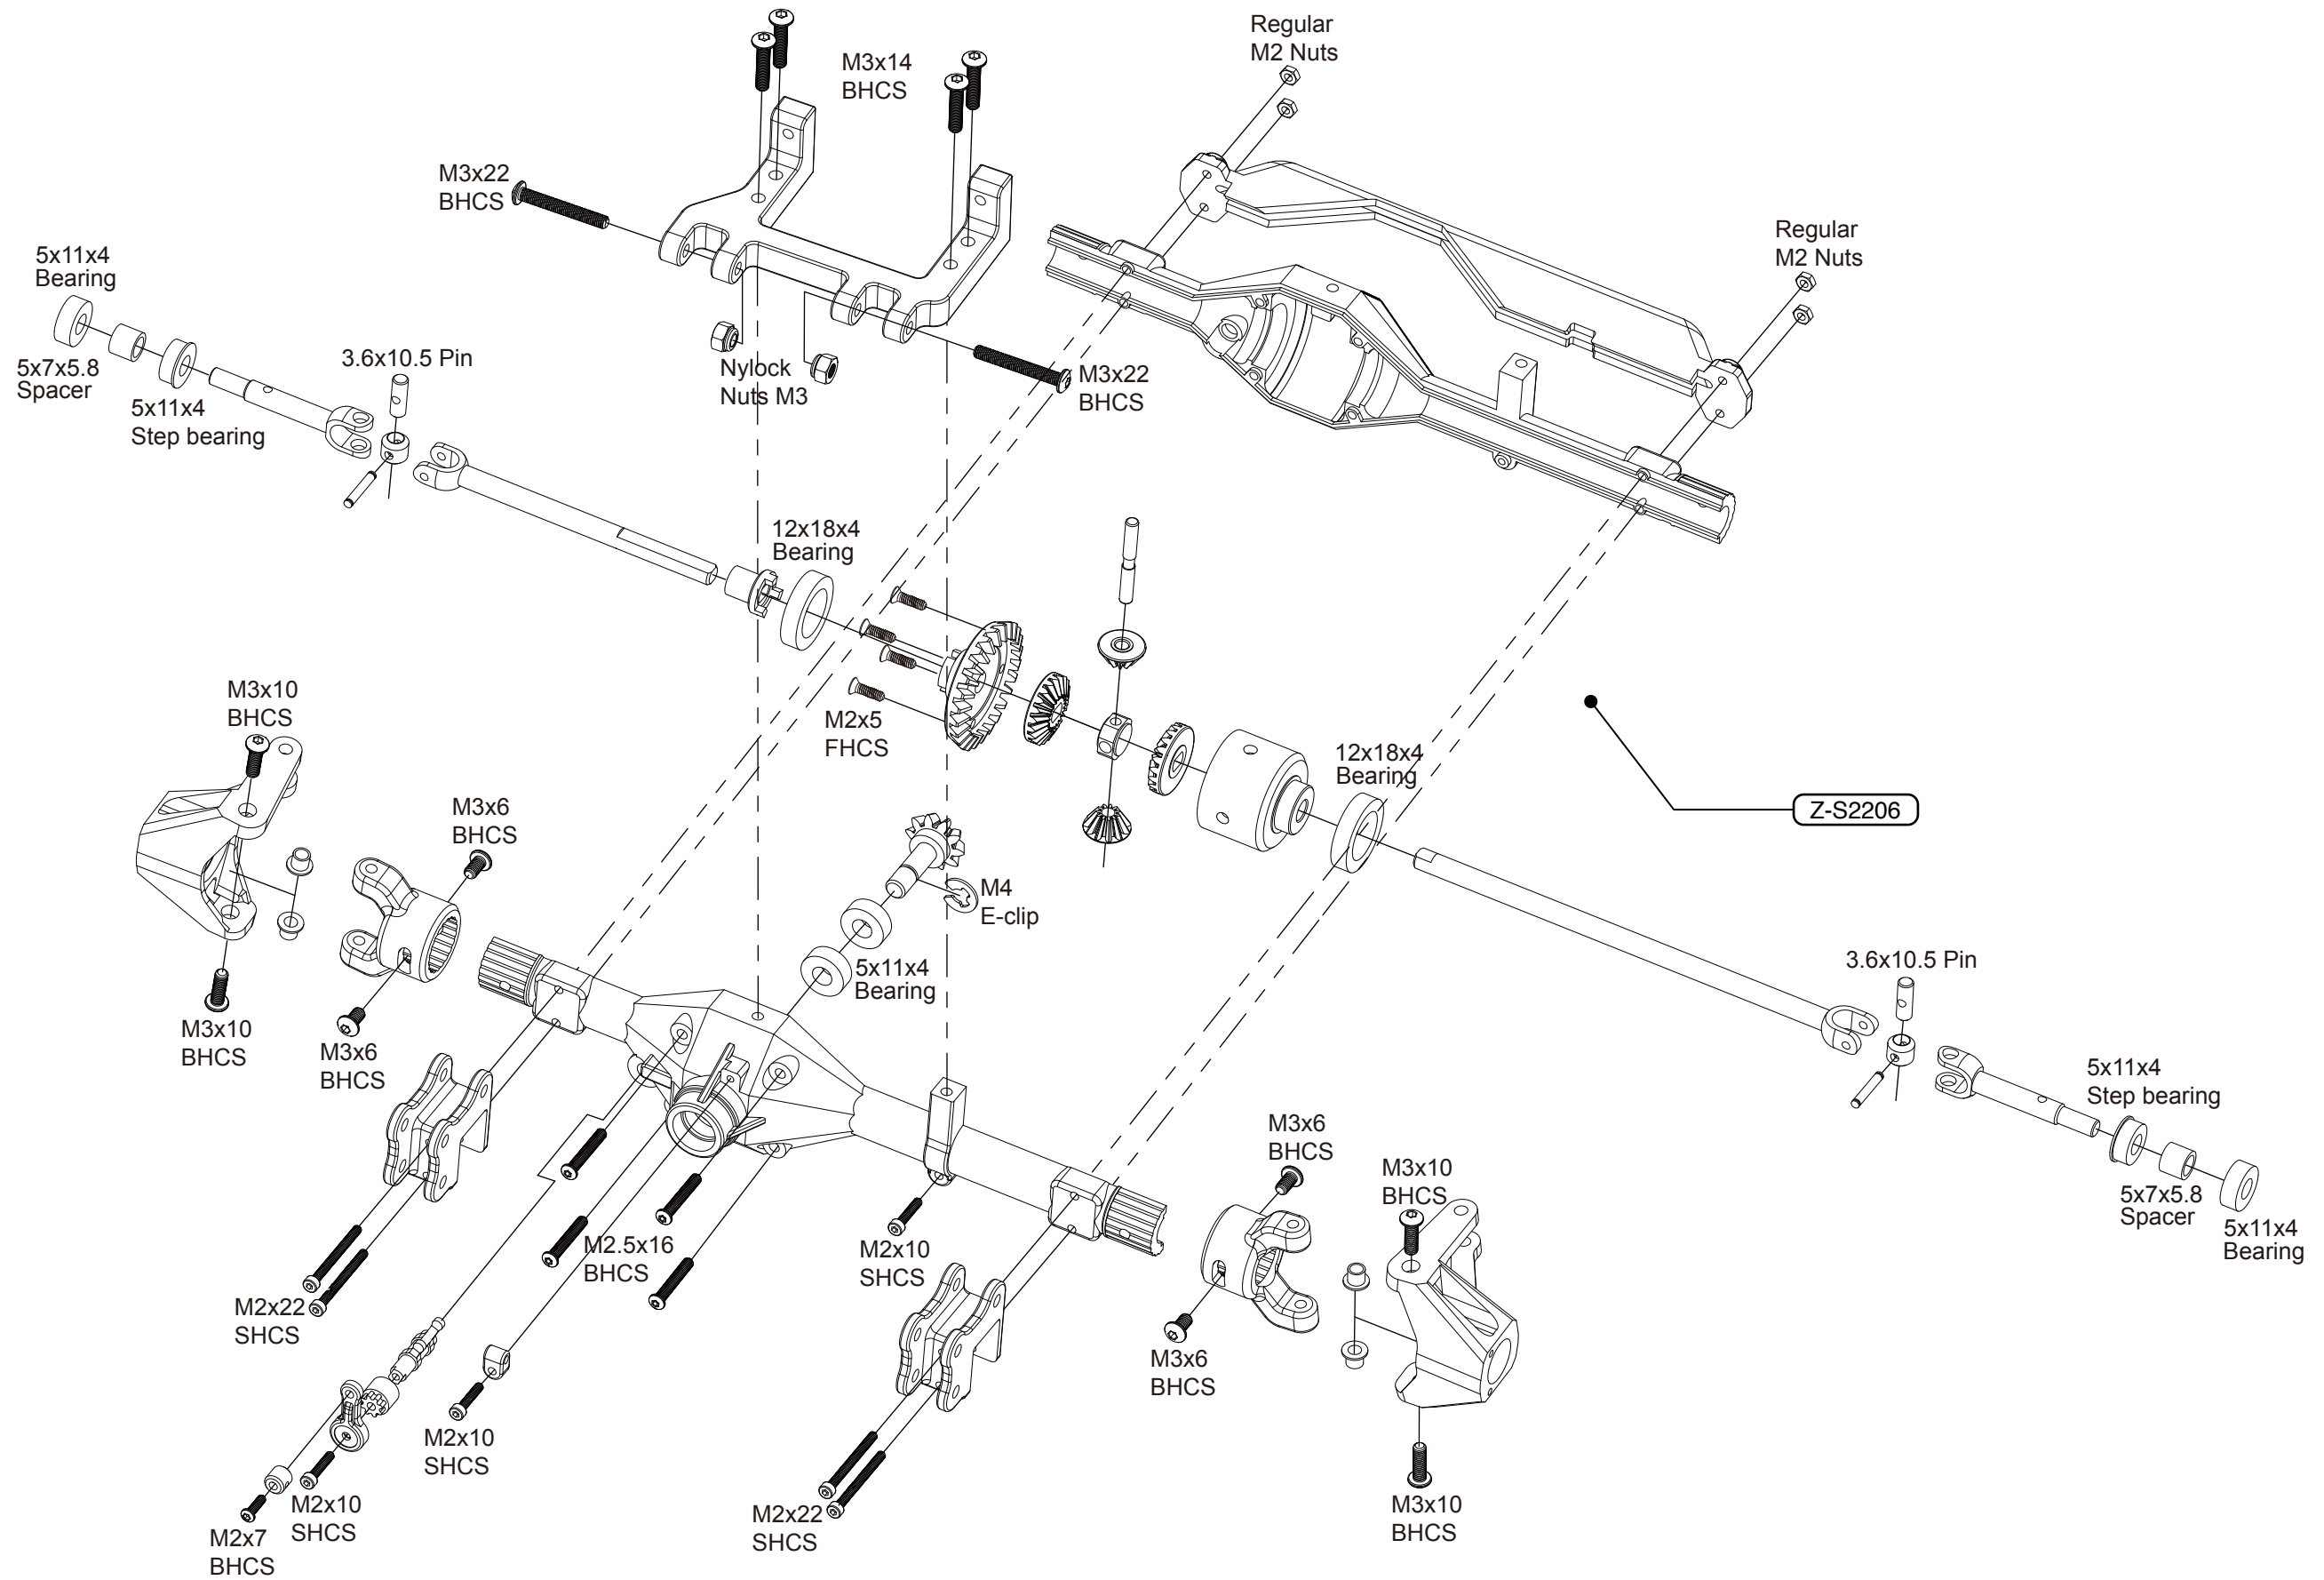 Regular
M2 Nuts
M3x14
BHCS
M3x22
BHCS
Regular
M2 Nuts
5x11x4
Bearing
5x7x5.8
Spacer
5x11x4
Step bearing
3.6x10.5 Pin
Nylock
Nuts M3
M3x22
BHCS
12x18x4
Bearing
M2x5
FHCS
12x18x4
Bearing
Z-S2206
M3x10
BHCS
M3x6
BHCS
M4
E-clip
5x11x4
Bearing
M3x10
BHCS
M3x6
BHCS
3.6x10.5 Pin
5x11x4
Step bearing
5x7x5.8
Spacer
5x11x4
Bearing
M3x6
BHCS
M3x10
BHCS
M2.5x16
BHCS
M2x10
SHCS
M2x22
SHCS
M3x6
BHCS
M2x10
SHCS
M2x10
SHCS
M2x7
BHCS
M2x22
SHCS
M3x10
BHCS